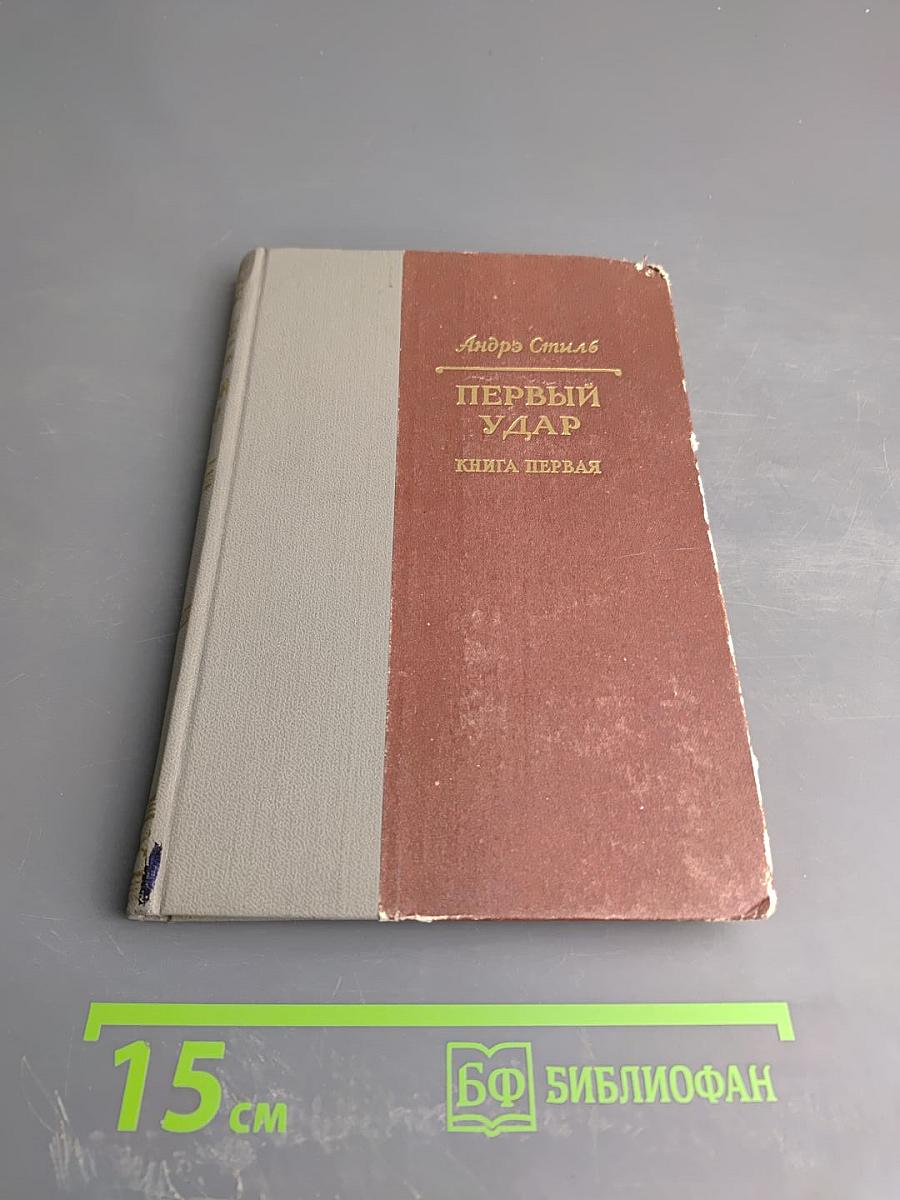 Андрэ Стиль
ПЕРВЫЙ
УДАР
КНИГА ПЕРВАЯ
15 см
БФ БИБЛИОФАН